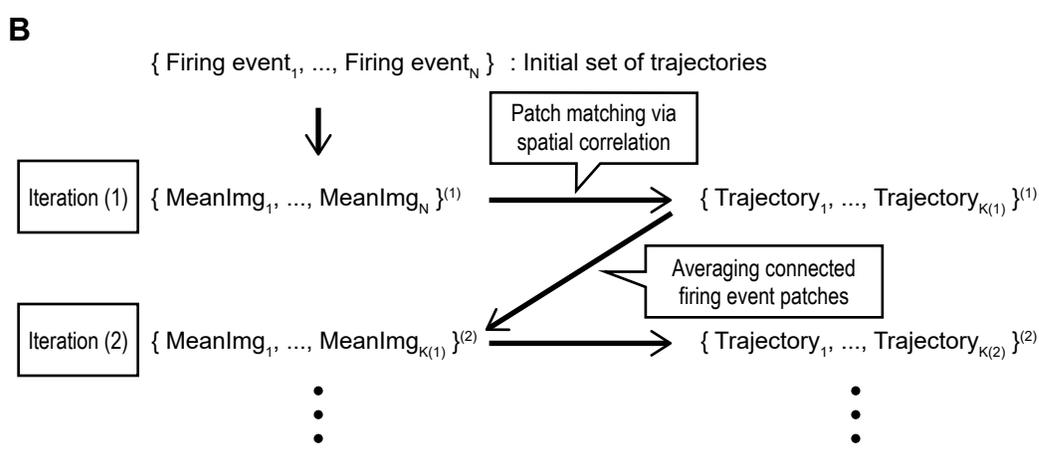 B
{ Firing event1, ..., Firing eventN } : Initial set of trajectories
Patch matching via
spatial correlation
Iteration (1) { MeanImg1, ..., MeanImgN }(1) { Trajectory1, ..., TrajectoryK(1) }(1)
Averaging connected
firing event patches
Iteration (2) { MeanImg1, ..., MeanImgK(1) }(2) { Trajectory1, ..., TrajectoryK(2) }(2)